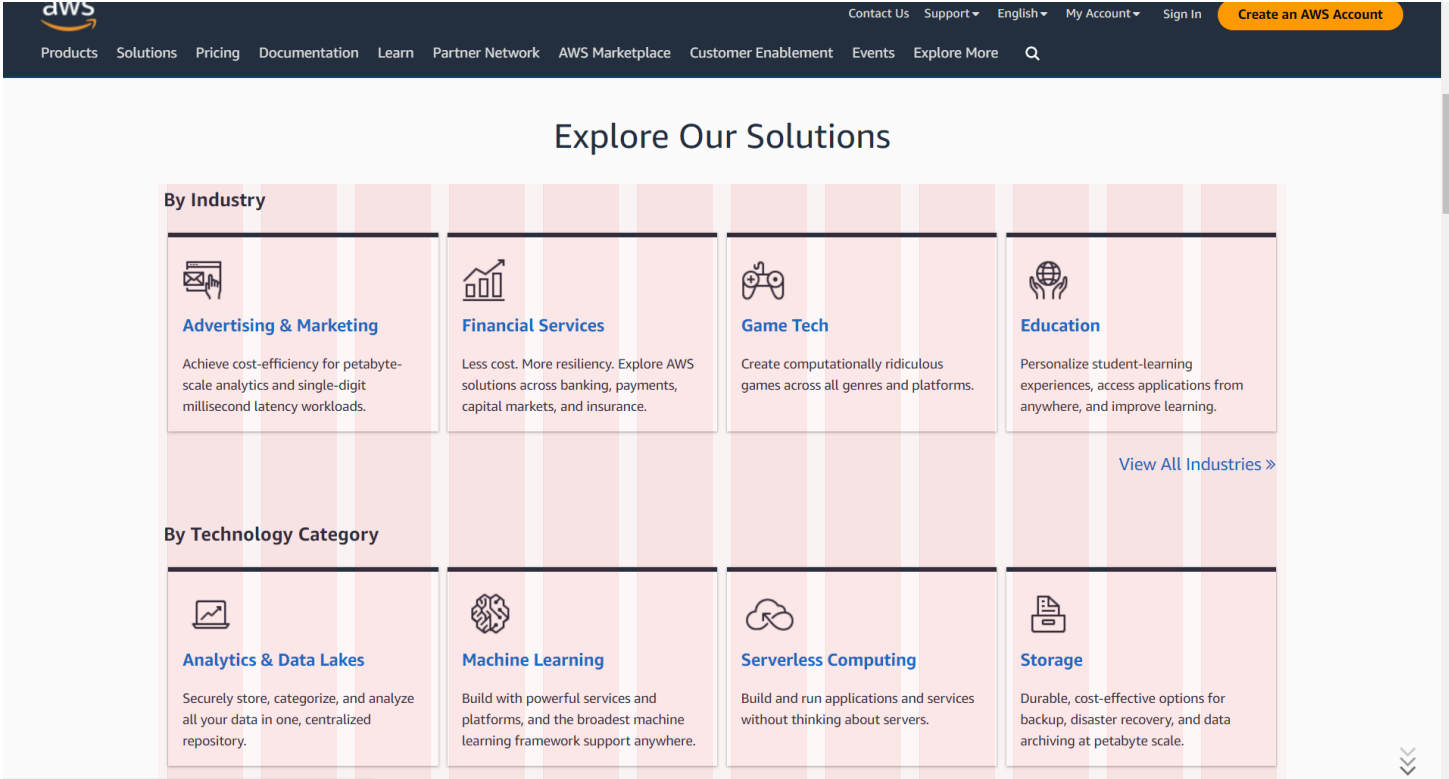 aws
Contact Us Support English My Account Sign In Create an AWS Account
Products Solutions Pricing Documentation Learn Partner Network AWS Marketplace Customer Enablement Events Explore More
Explore Our Solutions
By Industry
Advertising & Marketing
Achieve cost-efficiency for petabyte-
scale analytics and single-digit
millisecond latency workloads.
Financial Services
Less cost. More resiliency. Explore AWS
solutions across banking, payments,
capital markets, and insurance.
Game Tech
Create computationally ridiculous
games across all genres and platforms.
Education
Personalize student-learning
experiences, access applications from
anywhere, and improve learning.
View All Industries »
By Technology Category
Analytics & Data Lakes
Securely store, categorize, and analyze
all your data in one, centralized
repository.
Machine Learning
Build with powerful services and
platforms, and the broadest machine
learning framework support anywhere.
Serverless Computing
Build and run applications and services
without thinking about servers.
Storage
Durable, cost-effective options for
backup, disaster recovery, and data
archiving at petabyte scale.